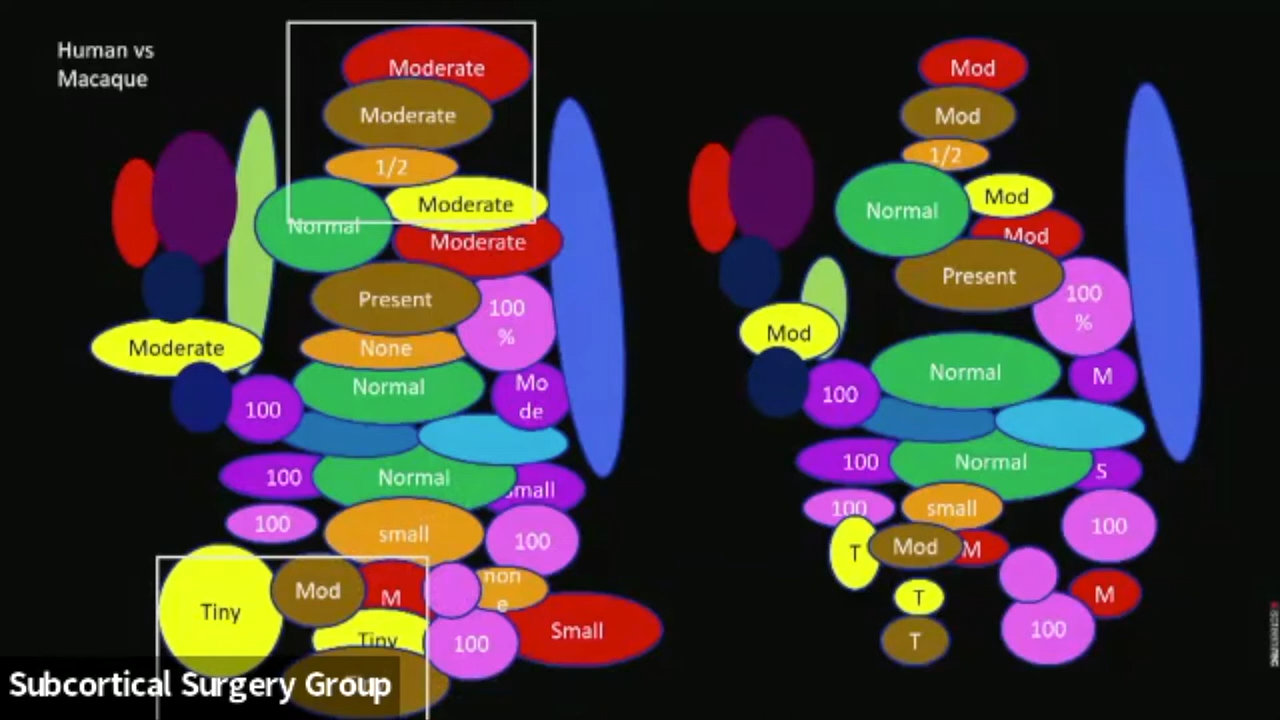 Human vs
Macaque
Moderate
Moderate
1/2
Moderate
Normal
Moderate
Present
100
%
None
Moderate
Normal
Mo
de
100
100
Normal
small
100
small
100
non
e
Mod
M
Tiny
Tiny
100
Small
Mod
Mod
1/2
Mod
Normal
Mod
Present
100
%
Mod
Normal
M
100
100
Normal
S
100
small
100
T
Mod
M
T
M
100
T
Subcortical Surgery Group